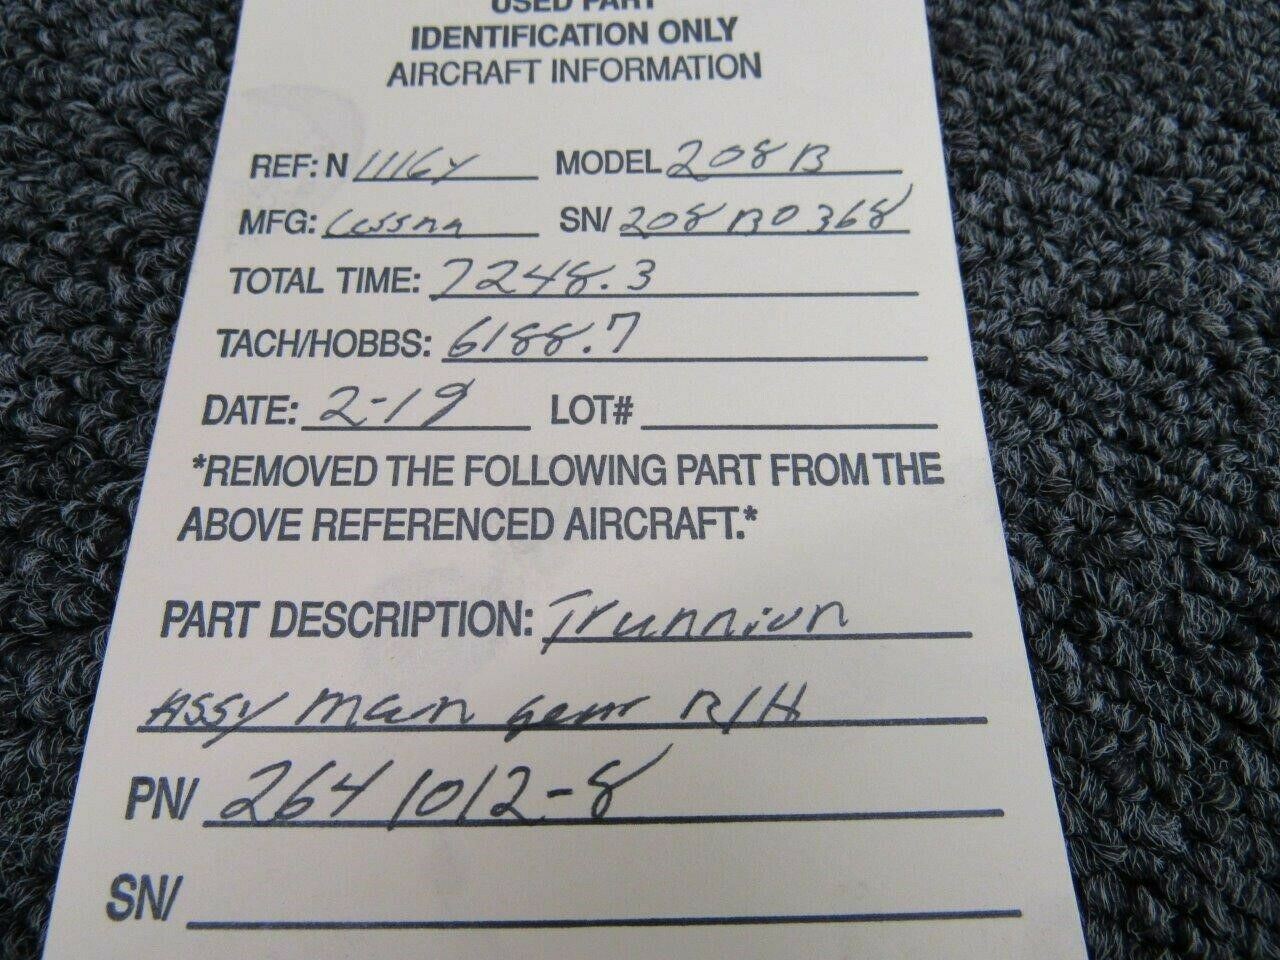 USED PART
IDENTIFICATION ONLY
AIRCRAFT INFORMATION
REF: N 1116Y MODEL 208B
MFG: Cessna SN/ 208B0368
TOTAL TIME: 7248.3
TACH/HOBBS: 6188.7
DATE: 2-19 LOT#
*REMOVED THE FOLLOWING PART FROM THE
ABOVE REFERENCED AIRCRAFT.*
PART DESCRIPTION: Trunnion
Assy main gear R/H
PN/ 2641012-8
SN/